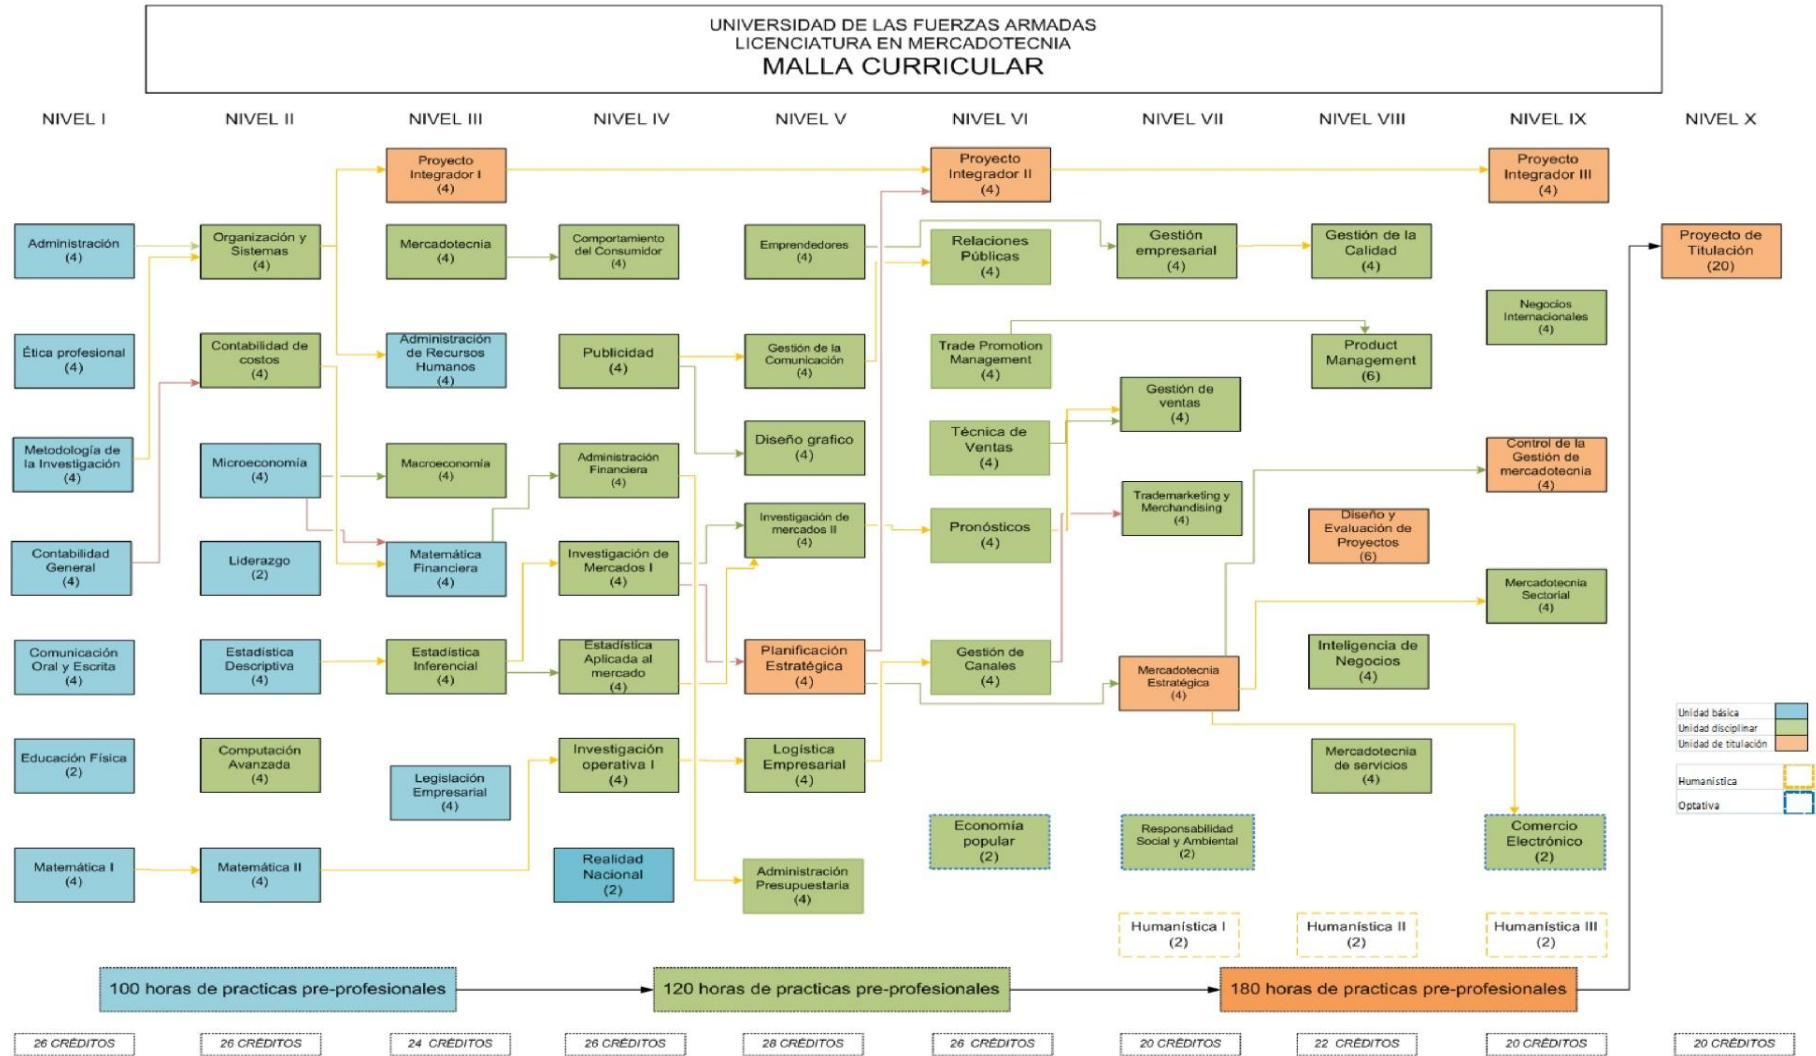 UNIVERSIDAD DE LAS FUERZAS ARMADAS
LICENCIATURA EN MERCADOTECNIA
MALLA CURRICULAR
NIVEL I
NIVEL II
NIVEL III
NIVEL IV
NIVEL V
NIVEL VI
NIVEL VII
NIVEL VIII
NIVEL IX
NIVEL X
Administración
(4)
Ética profesional
(4)
Metodología de
la Investigación
(4)
Contabilidad
General
(4)
Comunicación
Oral y Escrita
(4)
Educación Física
(2)
Matemática I
(4)
Organización y
Sistemas
(4)
Contabilidad de
costos
(4)
Microeconomía
(4)
Liderazgo
(2)
Estadística
Descriptiva
(4)
Computación
Avanzada
(4)
Matemática II
(4)
Proyecto
Integrador I
(4)
Mercadotecnia
(4)
Administración
de Recursos
Humanos
(4)
Macroeconomía
(4)
Matemática
Financiera
(4)
Estadística
Inferencial
(4)
Legislación
Empresarial
(4)
Comportamiento
del Consumidor
(4)
Publicidad
(4)
Administración
Financiera
(4)
Investigación de
Mercados I
(4)
Estadística
Aplicada al
mercado
(4)
Investigación
operativa I
(4)
Realidad
Nacional
(2)
Emprendedores
(4)
Gestión de la
Comunicación
(4)
Diseño grafico
(4)
Investigación de
mercados II
(4)
Planificación
Estratégica
(4)
Logística
Empresarial
(4)
Administración
Presupuestaria
(4)
Proyecto
Integrador II
(4)
Relaciones
Públicas
(4)
Trade Promotion
Management
(4)
Técnica de
Ventas
(4)
Pronósticos
(4)
Gestión de
Canales
(4)
Economía
popular
(2)
Gestión
empresarial
(4)
Gestión de
ventas
(4)
Trademarketing y
Merchandising
(4)
Mercadotecnia
Estratégica
(4)
Responsabilidad
Social y Ambiental
(2)
Humanística I
(2)
Gestión de la
Calidad
(4)
Product
Management
(6)
Diseño y
Evaluación de
Proyectos
(6)
Inteligencia de
Negocios
(4)
Mercadotecnia
de servicios
(4)
Humanística II
(2)
Proyecto
Integrador III
(4)
Negocios
Internacionales
(4)
Control de la
Gestión de
mercadotecnia
(4)
Mercadotecnia
Sectorial
(4)
Comercio
Electrónico
(2)
Humanística III
(2)
Proyecto de
Titulación
(20)
Unidad básica
Unidad disciplinar
Unidad de titulación
Humanística
Optativa
100 horas de practicas pre-profesionales
120 horas de practicas pre-profesionales
180 horas de practicas pre-profesionales
26 CRÉDITOS
26 CRÉDITOS
24 CRÉDITOS
26 CRÉDITOS
28 CRÉDITOS
26 CRÉDITOS
20 CRÉDITOS
22 CRÉDITOS
20 CRÉDITOS
20 CRÉDITOS